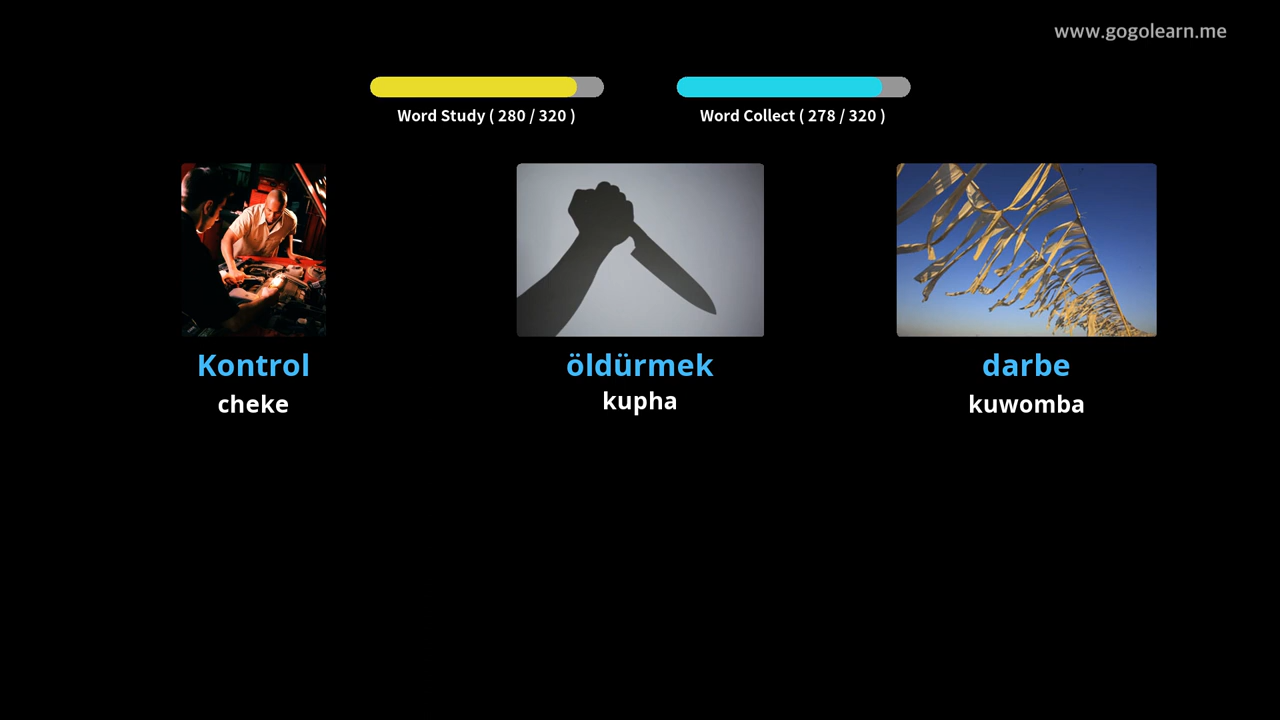 www.gogolearn.me
Word Study ( 280 / 320 )
Word Collect ( 278 / 320 )
Kontrol
cheke
öldürmek
kupha
darbe
kuwomba